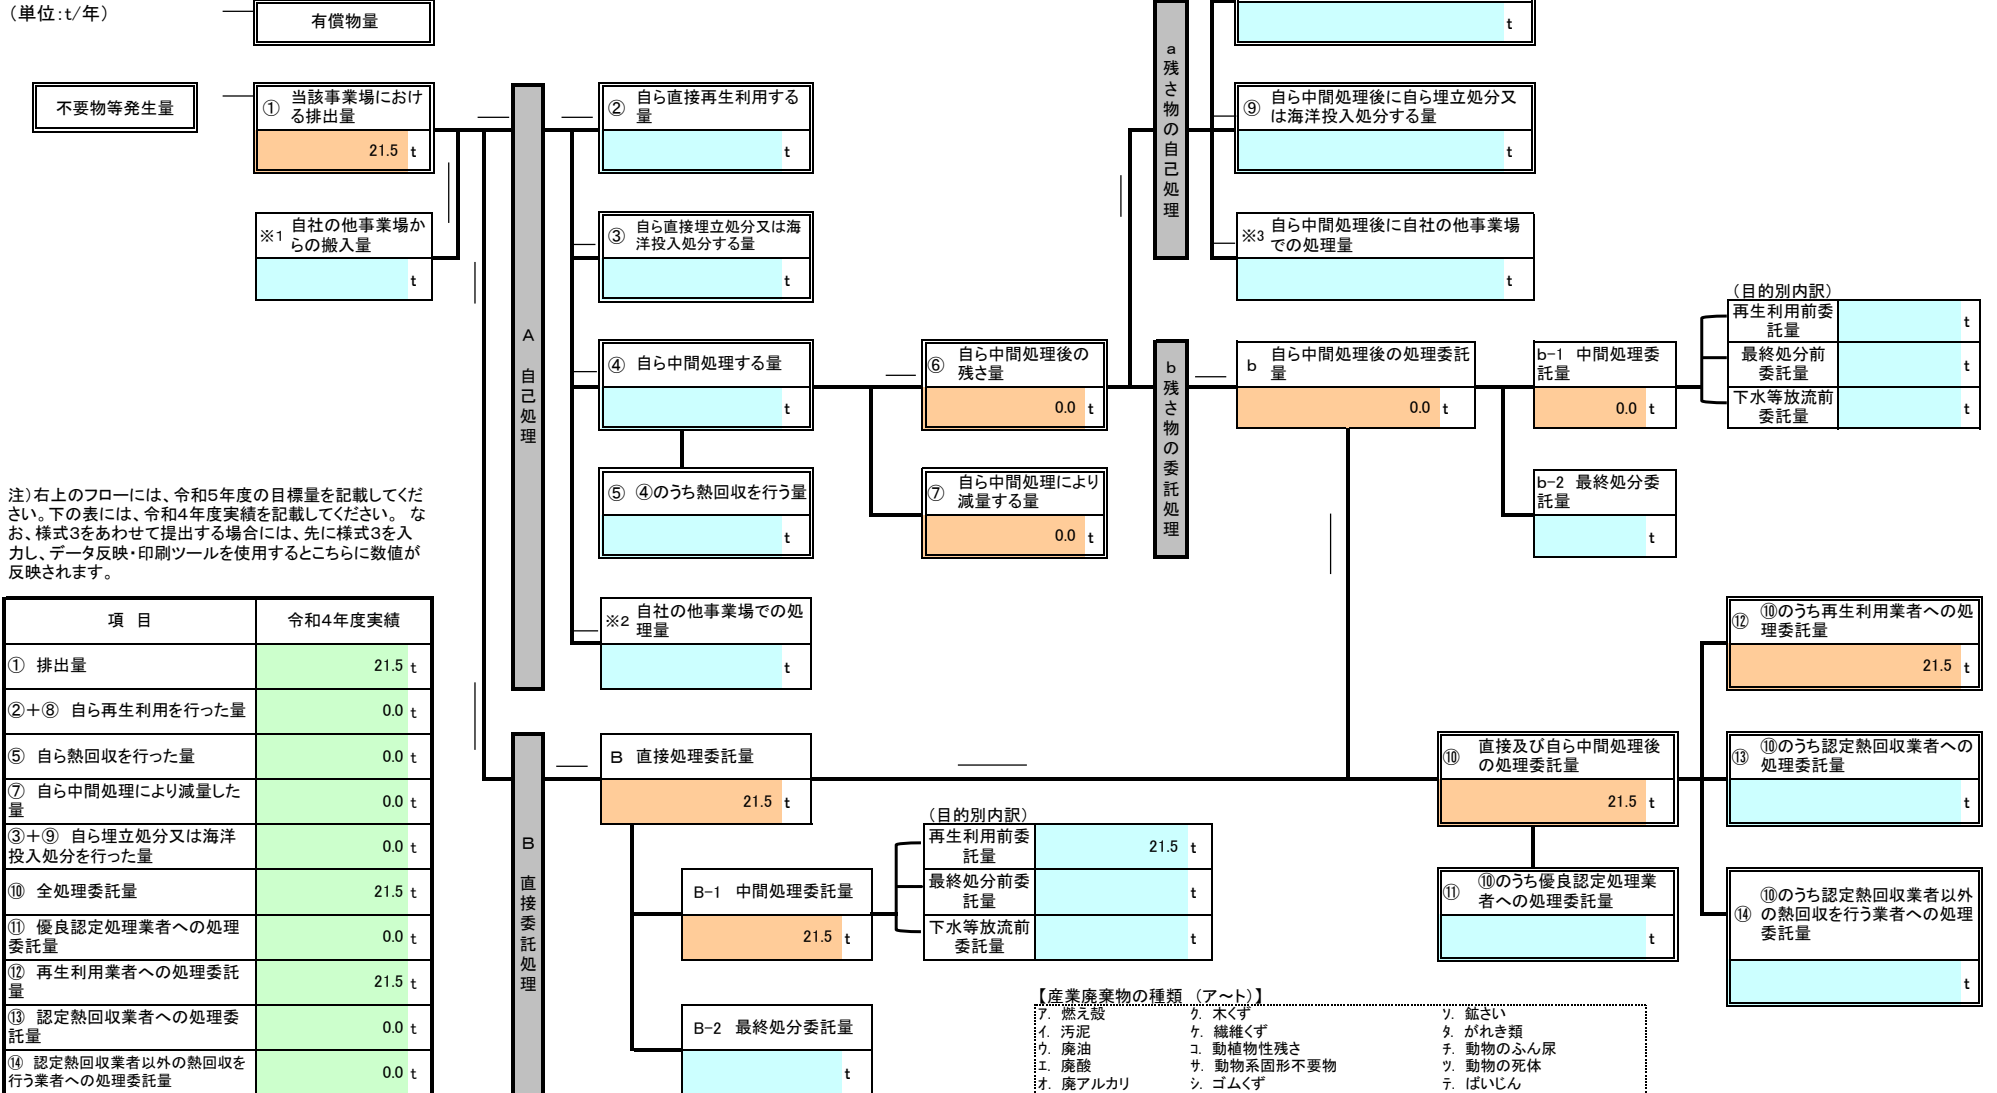 (単位:t/年)
有償物量
t
不要物等発生量
① 当該事業場におけ
る排出量
21.5 t
※1 自社の他事業場か
らの搬入量
t
A 自己処理
② 自ら直接再生利用する
量
t
③ 自ら直接埋立処分又は海
洋投入処分する量
t
④ 自ら中間処理する量
t
⑤ ④のうち熱回収を行う量
t
※2 自社の他事業場での処
理量
t
⑥ 自ら中間処理後の
残さ量
0.0 t
⑦ 自ら中間処理により
減量する量
0.0 t
a 残さ物の自己処理
⑨ 自ら中間処理後に自ら埋立処分又
は海洋投入処分する量
t
※3 自ら中間処理後に自社の他事業場
での処理量
t
b 残さ物の委託処理
b 自ら中間処理後の処理委託
量
0.0 t
b-1 中間処理委
託量
0.0 t
(目的別内訳)
再生利用前委
託量
t
最終処分前
委託量
t
下水等放流前
委託量
t
b-2 最終処分委
託量
t
注)右上のフローには、令和5年度の目標量を記載してくだ
さい。下の表には、令和4年度実績を記載してください。 な
お、様式3をあわせて提出する場合には、先に様式3を入
力し、データ反映・印刷ツールを使用するとこちらに数値が
反映されます。
項 目 令和4年度実績
① 排出量 21.5 t
②+⑧ 自ら再生利用を行った量 0.0 t
⑤ 自ら熱回収を行った量 0.0 t
⑦ 自ら中間処理により減量した
量 0.0 t
③+⑨ 自ら埋立処分又は海洋
投入処分を行った量 0.0 t
⑩ 全処理委託量 21.5 t
⑪ 優良認定処理業者への処理
委託量 0.0 t
⑫ 再生利用業者への処理委託
量 21.5 t
⑬ 認定熱回収業者への処理委
託量 0.0 t
⑭ 認定熱回収業者以外の熱回収を
行う業者への処理委託量 0.0 t
B 直接委託処理
B 直接処理委託量
21.5 t
B-1 中間処理委託量
21.5 t
(目的別内訳)
再生利用前委
託量
21.5 t
最終処分前委
託量
t
下水等放流前
委託量
t
B-2 最終処分委託量
t
⑩ 直接及び自ら中間処理後
の処理委託量
21.5 t
⑪ ⑩のうち優良認定処理業
者への処理委託量
t
⑫ ⑩のうち再生利用業者への処
理委託量
21.5 t
⑬ ⑩のうち認定熱回収業者への
処理委託量
t
⑭ ⑩のうち認定熱回収業者以外
の熱回収を行う業者への処理
委託量
t
【産業廃棄物の種類 (ア~ト)】
ア. 燃え殻 ク. 木くず ソ. 鉱さい
イ. 汚泥 ケ. 繊維くず タ. がれき類
ウ. 廃油 コ. 動植物性残さ チ. 動物のふん尿
エ. 廃酸 サ. 動物系固形不要物 ツ. 動物の死体
オ. 廃アルカリ シ. ゴムくず テ. ばいじん